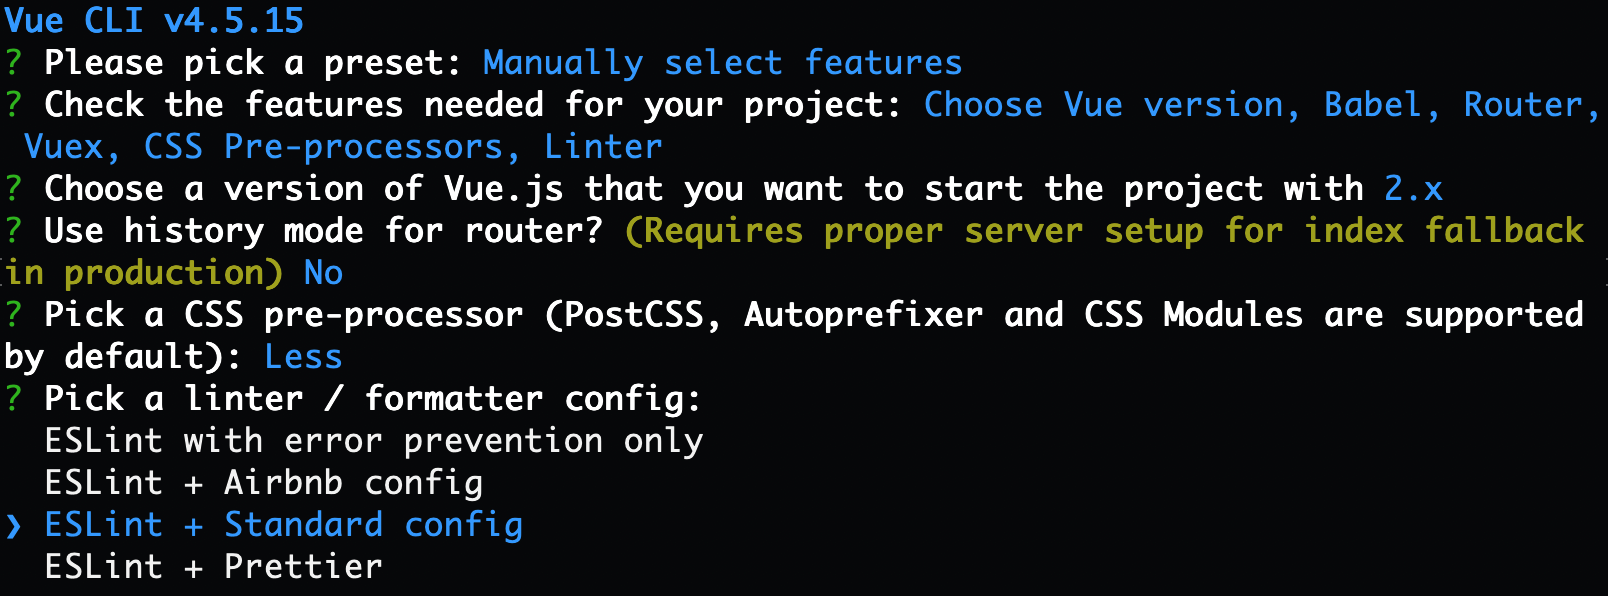 Vue CLI v4.5.15
? Please pick a preset: Manually select features
? Check the features needed for your project: Choose Vue version, Babel, Router,
 Vuex, CSS Pre-processors, Linter
? Choose a version of Vue.js that you want to start the project with 2.x
? Use history mode for router? (Requires proper server setup for index fallback
in production) No
? Pick a CSS pre-processor (PostCSS, Autoprefixer and CSS Modules are supported
by default): Less
? Pick a linter / formatter config:
  ESLint with error prevention only
  ESLint + Airbnb config
❯ ESLint + Standard config
  ESLint + Prettier